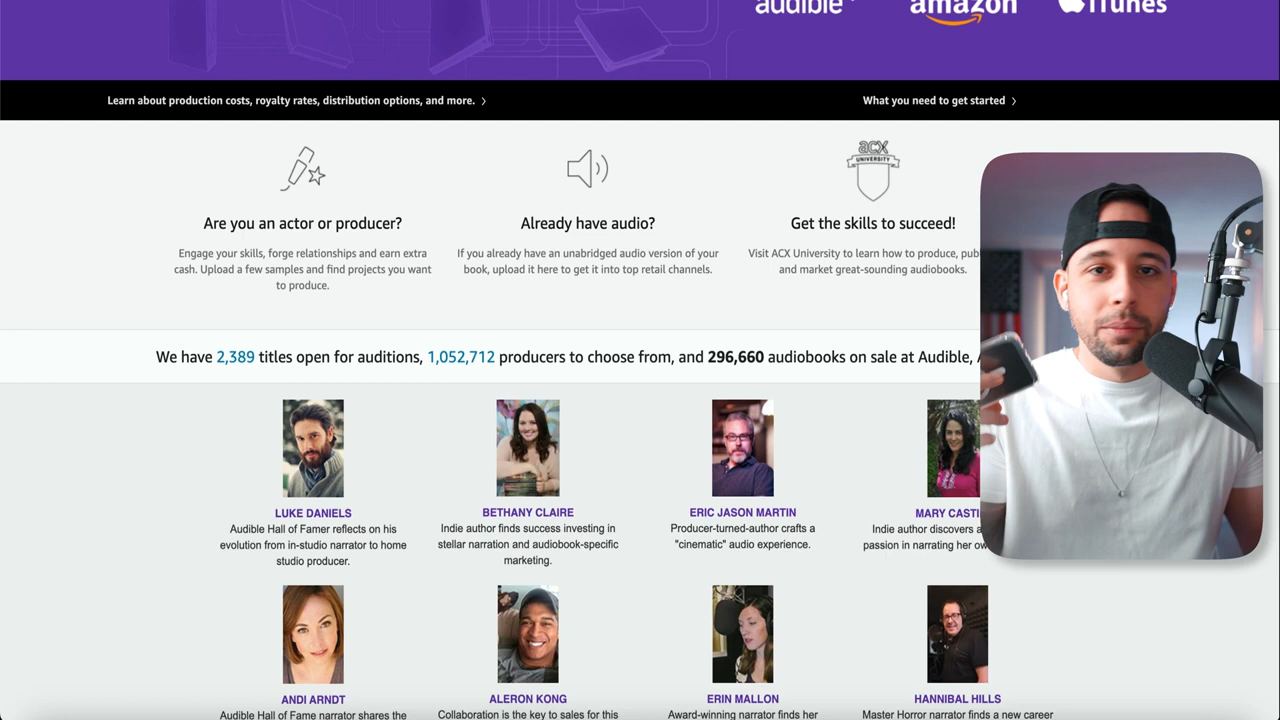 audible
amazon
iTunes
Learn about production costs, royalty rates, distribution options, and more. >
What you need to get started >
acx
UNIVERSITY
Are you an actor or producer?
Already have audio?
Get the skills to succeed!
Engage your skills, forge relationships and earn extra
cash. Upload a few samples and find projects you want
to produce.
If you already have an unabridged audio version of your
book, upload it here to get it into top retail channels.
Visit ACX University to learn how to produce,
and market great-sounding audiobooks.
We have 2,389 titles open for auditions, 1,052,712 producers to choose from, and 296,660 audiobooks on sale at Audible,
LUKE DANIELS
Audible Hall of Famer reflects on his
evolution from in-studio narrator to home
studio producer.
BETHANY CLAIRE
Indie author finds success investing in
stellar narration and audiobook-specific
marketing.
ERIC JASON MARTIN
Producer-turned-author crafts a
"cinematic" audio experience.
MARY
Indie author discovers a
passion in narrating her
ANDI ARNDT
Audible Hall of Fame narrator shares the
ALERON KONG
Collaboration is the key to sales for this
ERIN MALLON
Award-winning narrator finds her
HANNIBAL HILLS
Master Horror narrator finds a new career